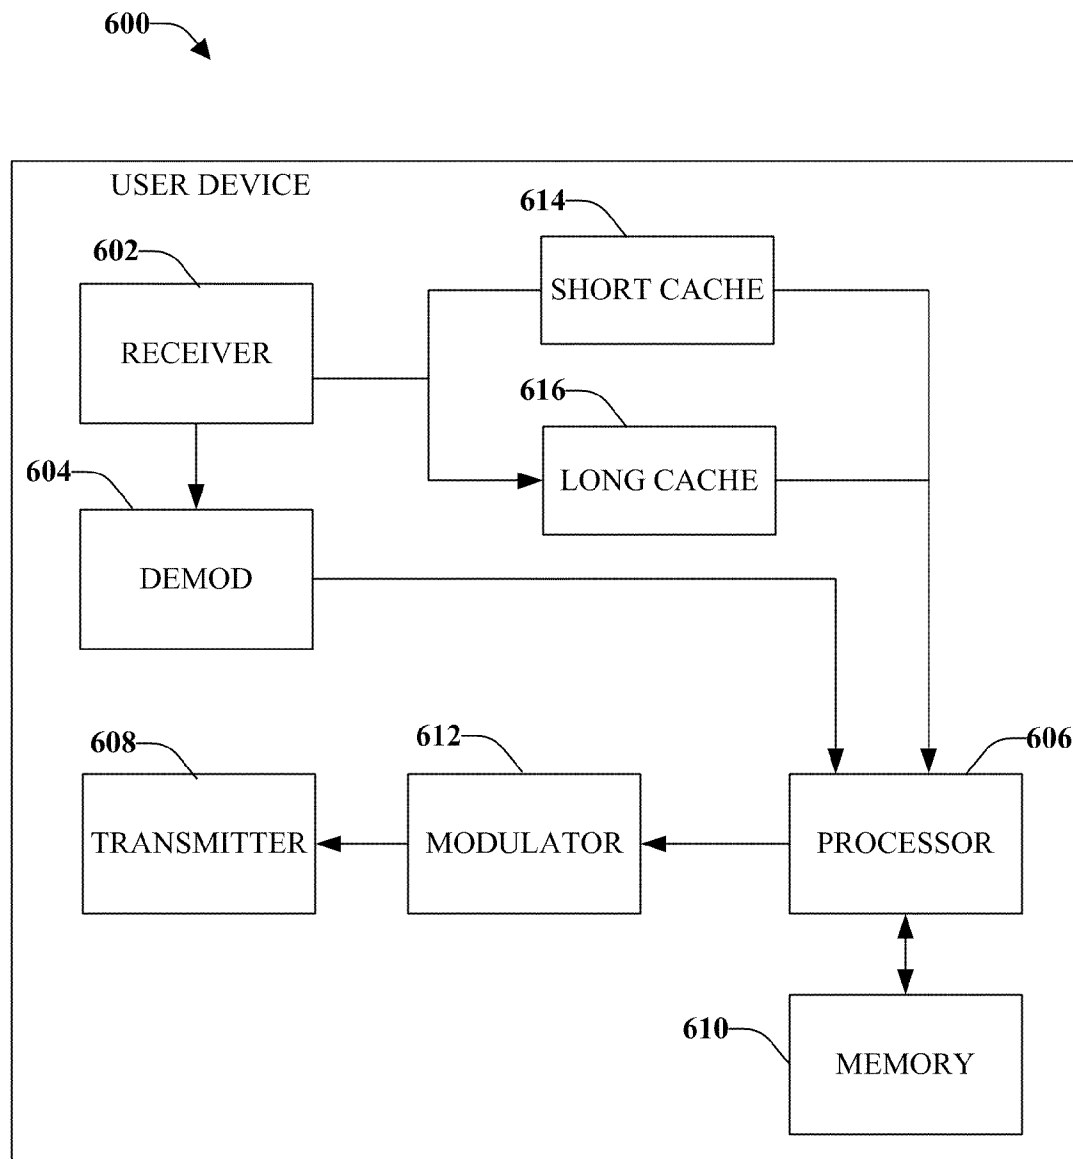 600
USER DEVICE
614
602
SHORT CACHE
RECEIVER
616
604
LONG CACHE
DEMOD
608
612
606
TRANSMITTER
MODULATOR
PROCESSOR
610
MEMORY